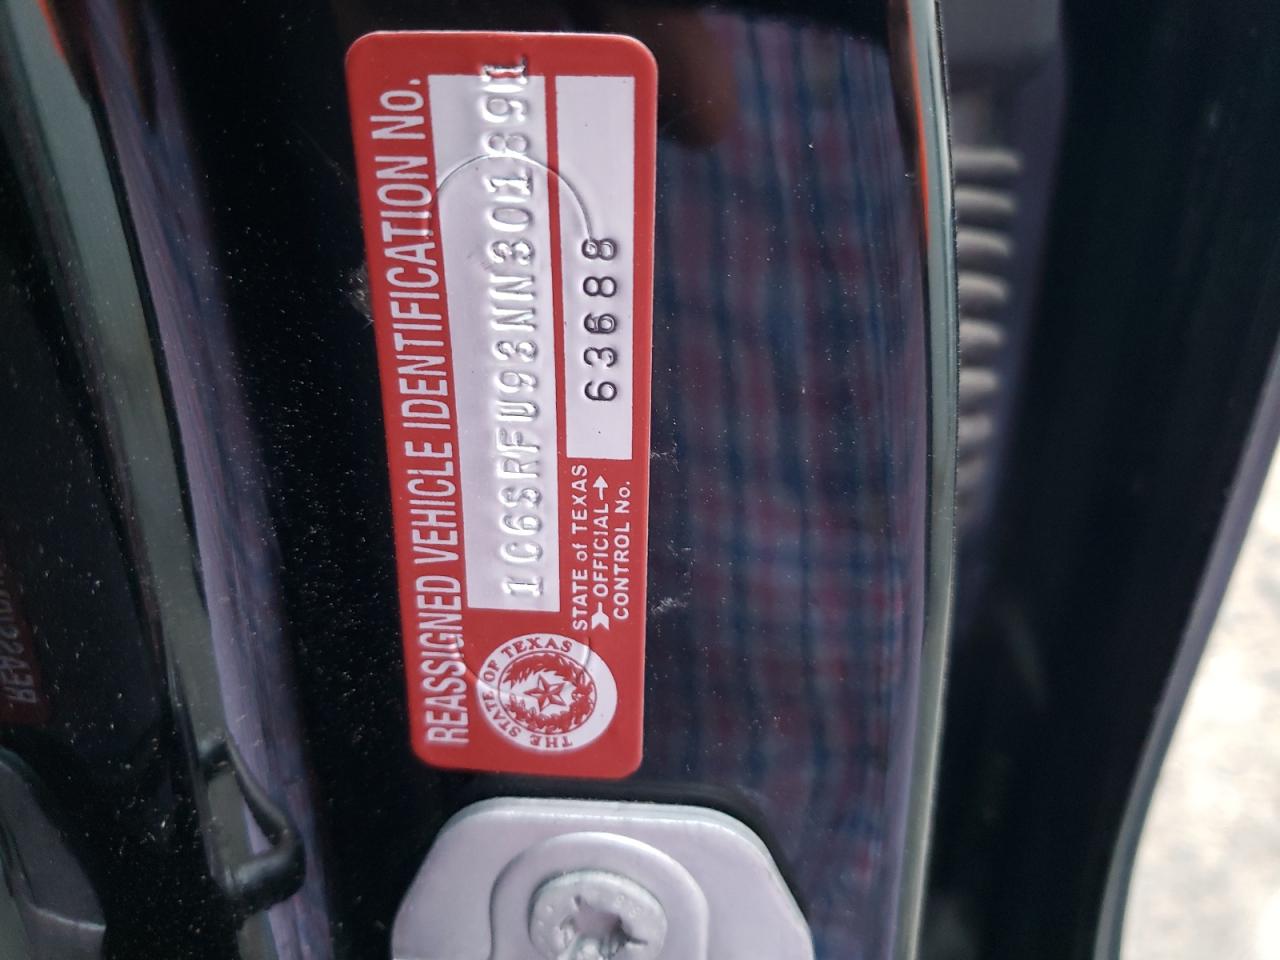 REASSIGNED VEHICLE IDENTIFICATION No.
1C6SRFU93NN301891
STATE of TEXAS
OFFICIAL
CONTROL No.
63688
THE STATE OF TEXAS